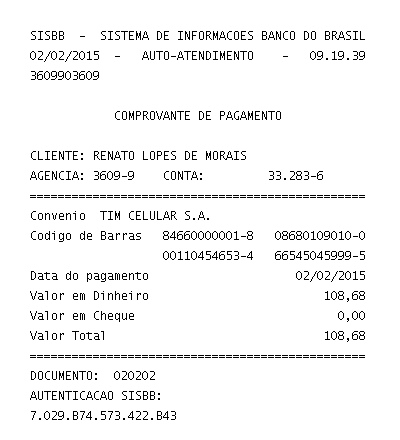 SISBB - SISTEMA DE INFORMACOES BANCO DO BRASIL
02/02/2015 - AUTO-ATENDIMENTO - 09.19.39
3609903609
COMPROVANTE DE PAGAMENTO
CLIENTE: RENATO LOPES DE MORAIS
AGENCIA: 3609-9 CONTA: 33.283-6
================================================
Convenio TIM CELULAR S.A.
Codigo de Barras 84660000001-8 08680109010-0
00110454653-4 66545045999-5
Data do pagamento 02/02/2015
Valor em Dinheiro 108,68
Valor em Cheque 0,00
Valor Total 108,68
================================================
DOCUMENTO: 020202
AUTENTICACAO SISBB:
7.029.B74.573.422.B43